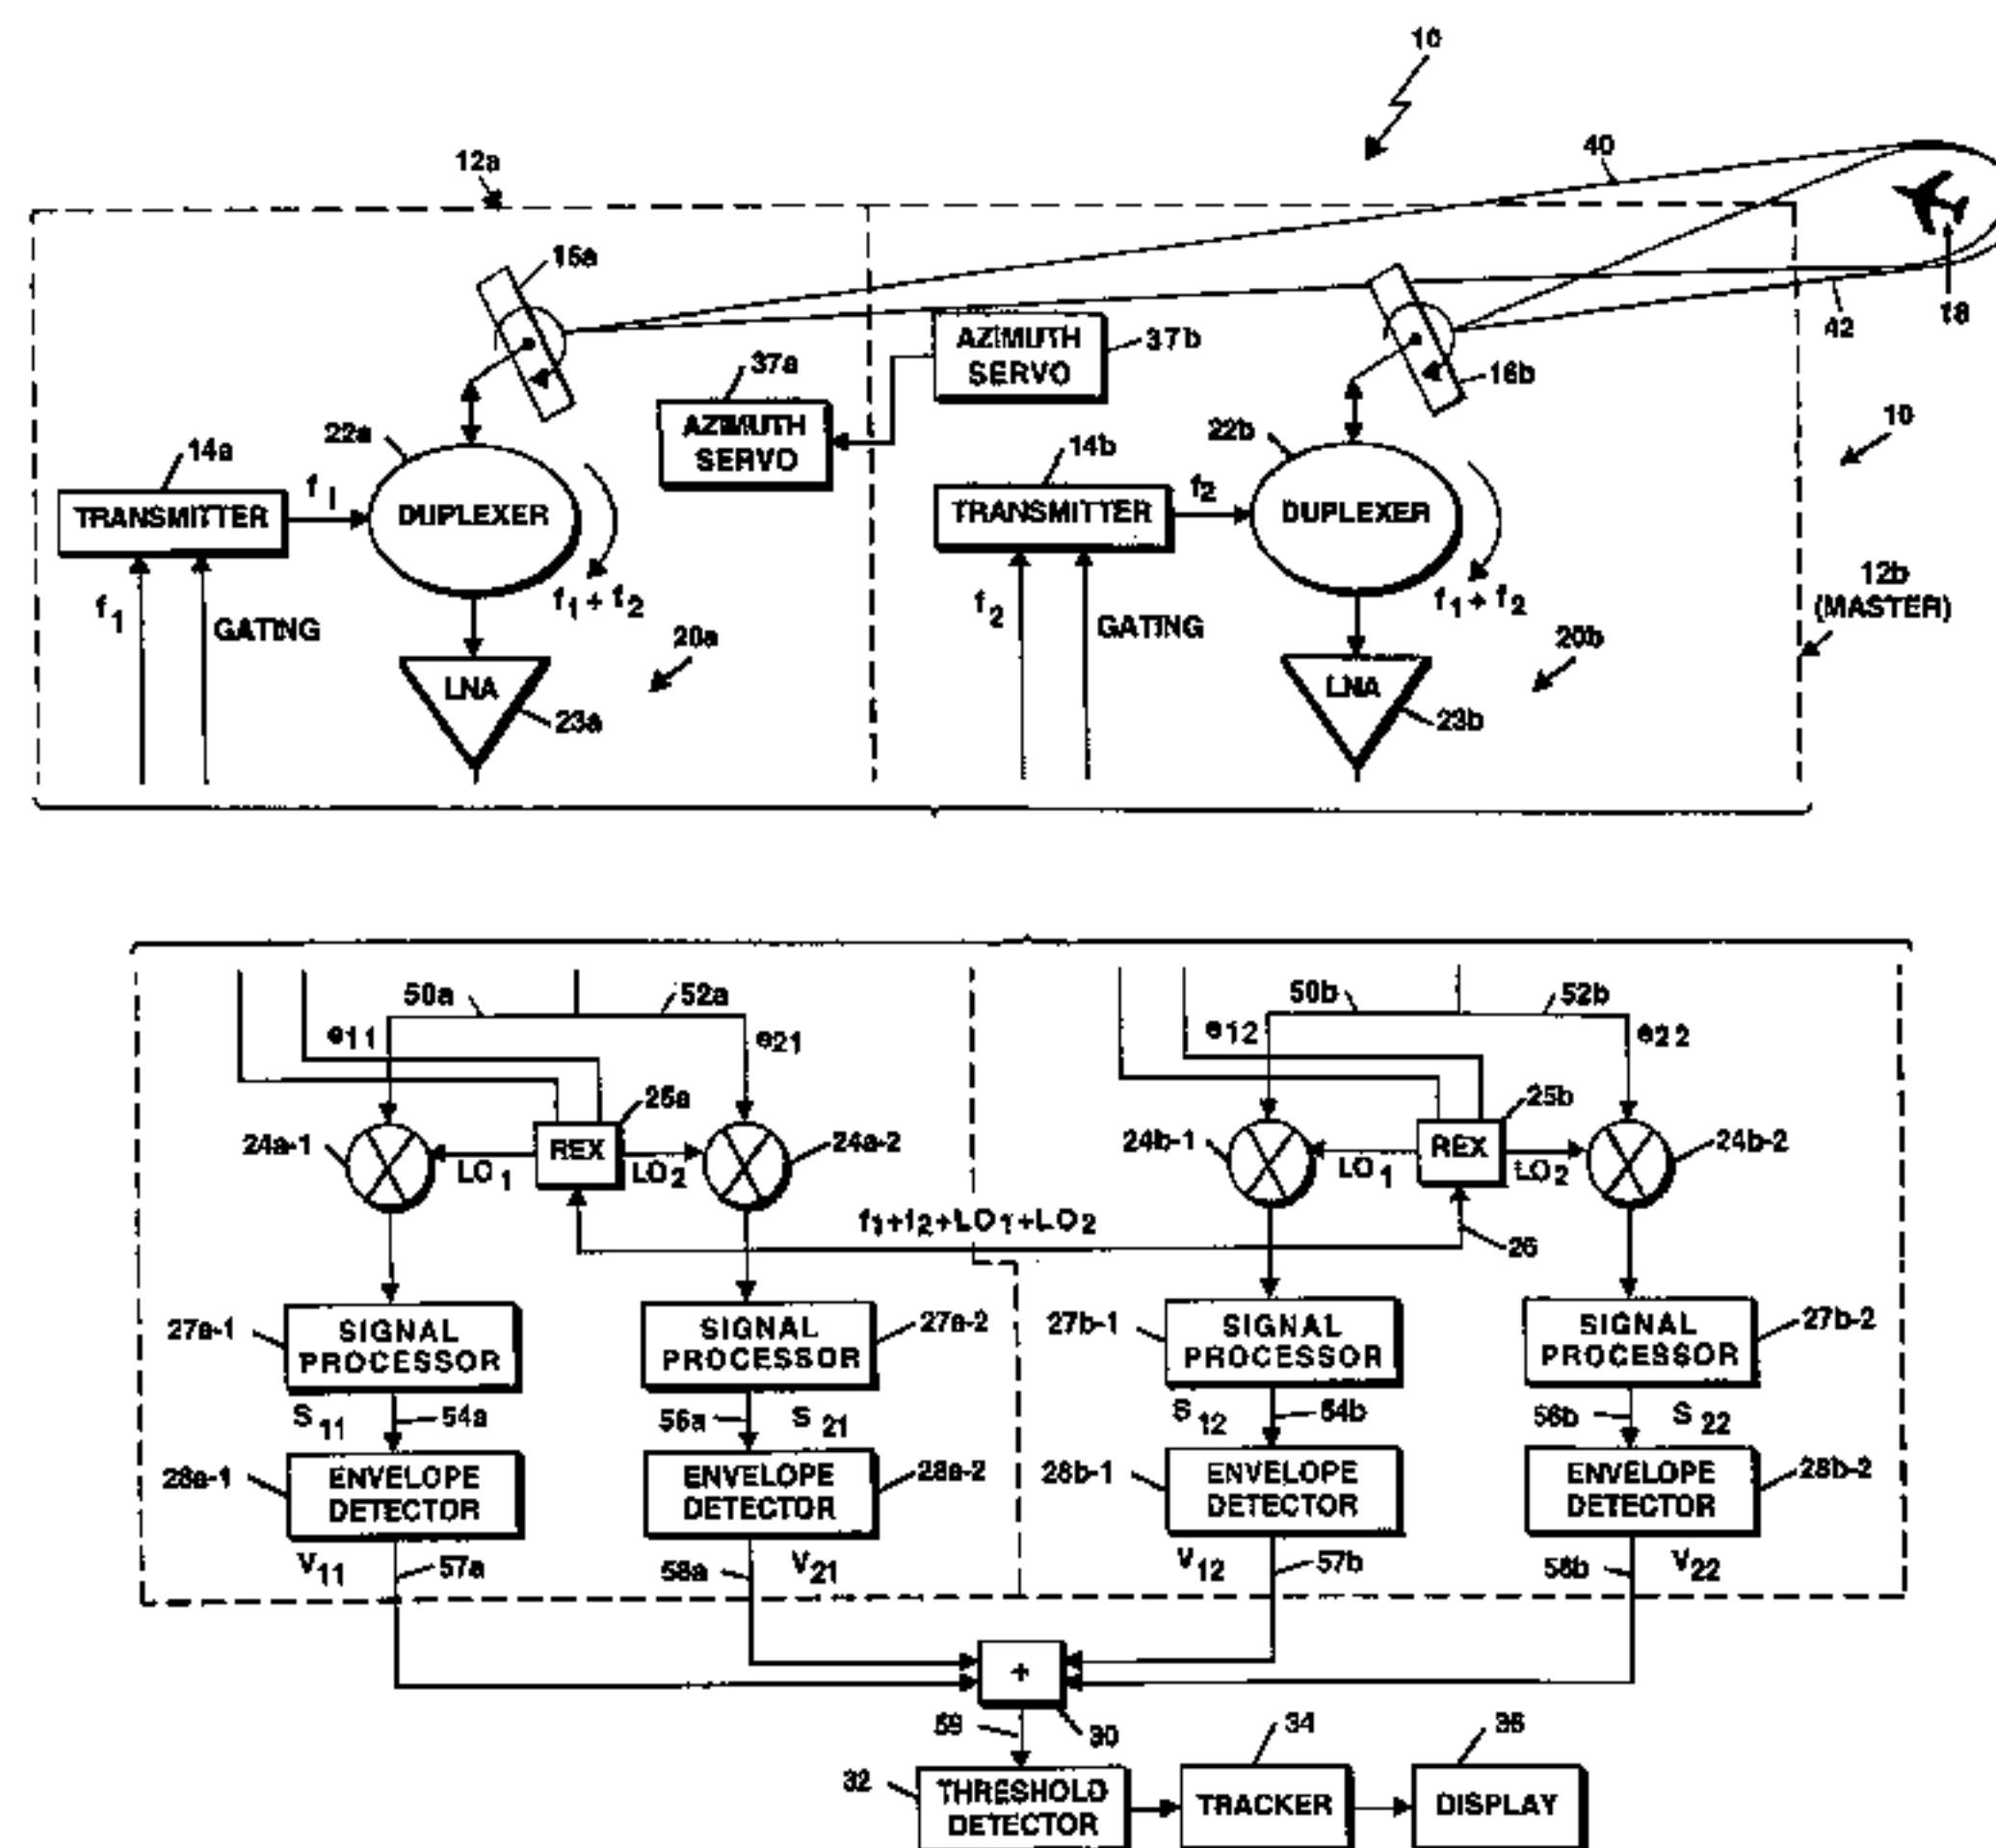 10
12a
40
16a
18
42
AZIMUTH
SERVO
37b
37a
16b
AZIMUTH
SERVO
10
22a
22b
14a
14b
f1
f2
TRANSMITTER
DUPLEXER
TRANSMITTER
DUPLEXER
12b
(MASTER)
f1
GATING
f1 + f2
20a
f2
GATING
f1 + f2
20b
LNA
23a
LNA
23b
50a
52a
50b
52b
e11
e21
e12
e22
25a
25b
24a-1
REX
24a-2
24b-1
REX
24b-2
LO1
LO2
LO1
LO2
f1+f2+LO1+LO2
26
27a-1
SIGNAL
PROCESSOR
SIGNAL
PROCESSOR
27a-2
27b-1
SIGNAL
PROCESSOR
SIGNAL
PROCESSOR
27b-2
S11
54a
56a
S21
S12
54b
56b
S22
28a-1
ENVELOPE
DETECTOR
ENVELOPE
DETECTOR
28a-2
28b-1
ENVELOPE
DETECTOR
ENVELOPE
DETECTOR
28b-2
V11
57a
58a
V21
V12
57b
58b
V22
+
59
30
34
36
32
THRESHOLD
DETECTOR
TRACKER
DISPLAY